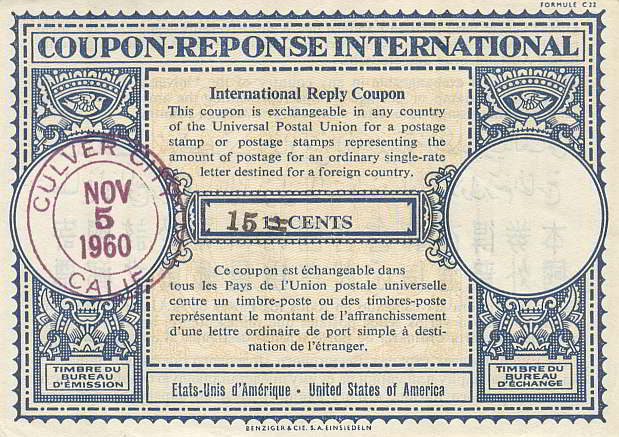 FORMULE C 22
COUPON-REPONSE INTERNATIONAL
International Reply Coupon
This coupon is exchangeable in any country
of the Universal Postal Union for a postage
stamp or postage stamps representing the
amount of postage for an ordinary single-rate
letter destined for a foreign country.
CULVER CITY
NOV
5
1960
CALIF
15 CENTS
Ce coupon est échangeable dans
tous les Pays de l'Union postale universelle
contre un timbre-poste ou des timbres-poste
représentant le montant de l'affranchissement
d'une lettre ordinaire de port simple à desti-
nation de l'étranger.
TIMBRE DU
BUREAU
D'ÉMISSION
TIMBRE DU
BUREAU
D'ÉCHANGE
Etats-Unis d'Amérique • United States of America
BENZIGER & CIE. S.A. EINSIEDELN